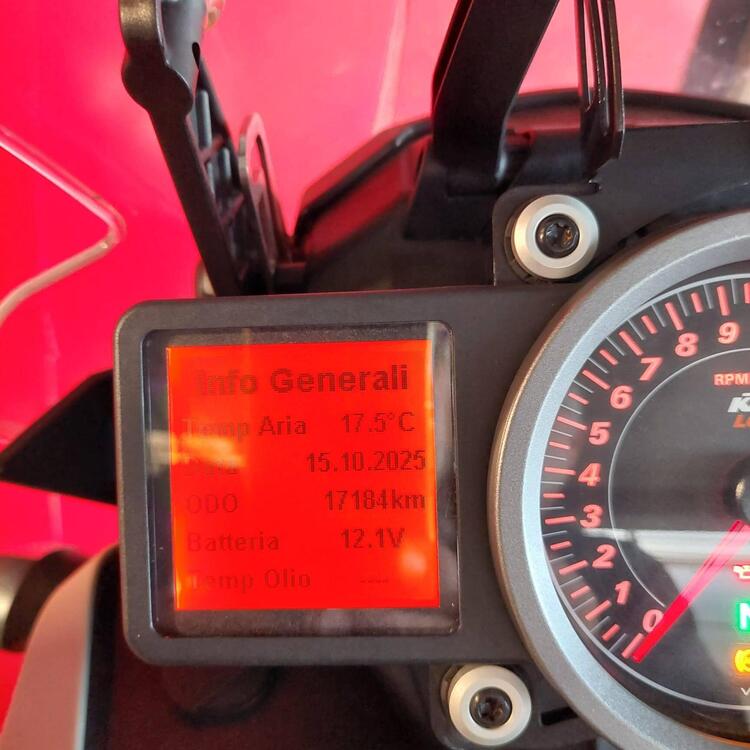 Info Generali
Temp Aria 17.5°C
Data 15.10.2025
ODO 17184km
Batteria 12.1V
Temp Olio ----
9
8
7
6
5
4
3
2
1
0
RPM
N